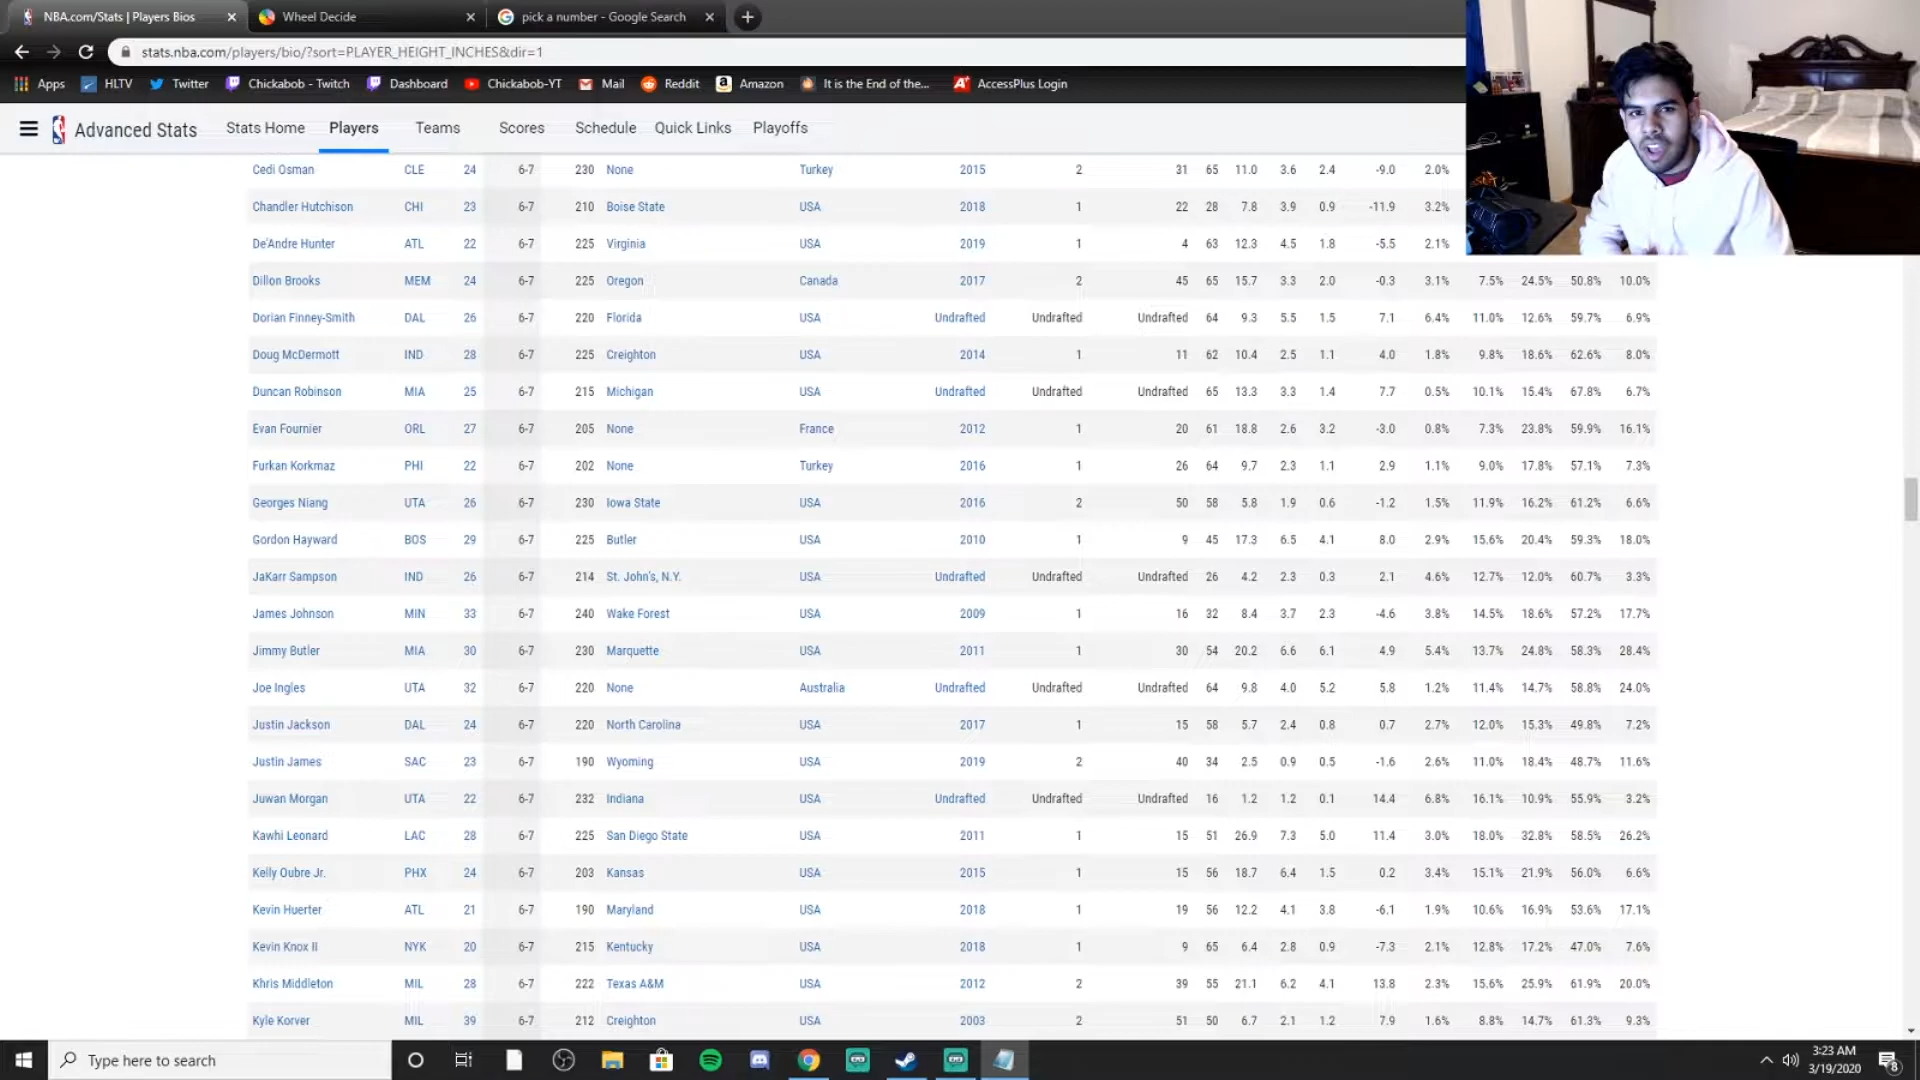 NBA.com/Stats | Players Bios
Wheel Decide
pick a number - Google Search
stats.nba.com/players/bio/?sort=PLAYER_HEIGHT_INCHES&dir=1
Apps HLTV Twitter Chickabob - Twitch Dashboard Chickabob-YT Mail Reddit Amazon It is the End of the... AccessPlus Login
Advanced Stats Stats Home Players Teams Scores Schedule Quick Links Playoffs
Cedi Osman CLE 24 6-7 230 None Turkey 2015 2 31 65 11.0 3.6 2.4 -9.0 2.0%
Chandler Hutchison CHI 23 6-7 210 Boise State USA 2018 1 22 28 7.8 3.9 0.9 -11.9 3.2%
De'Andre Hunter ATL 22 6-7 225 Virginia USA 2019 1 4 63 12.3 4.5 1.8 -5.5 2.1%
Dillon Brooks MEM 24 6-7 225 Oregon Canada 2017 2 45 65 15.7 3.3 2.0 -0.3 3.1% 7.5% 24.5% 50.8% 10.0%
Dorian Finney-Smith DAL 26 6-7 220 Florida USA Undrafted Undrafted Undrafted 64 9.3 5.5 1.5 7.1 6.4% 11.0% 12.6% 59.7% 6.9%
Doug McDermott IND 28 6-7 225 Creighton USA 2014 1 11 62 10.4 2.5 1.1 4.0 1.8% 9.8% 18.6% 62.6% 8.0%
Duncan Robinson MIA 25 6-7 215 Michigan USA Undrafted Undrafted Undrafted 65 13.3 3.3 1.4 7.7 0.5% 10.1% 15.4% 67.8% 6.7%
Evan Fournier ORL 27 6-7 205 None France 2012 1 20 61 18.8 2.6 3.2 -3.0 0.8% 7.3% 23.8% 59.9% 16.1%
Furkan Korkmaz PHI 22 6-7 202 None Turkey 2016 1 26 64 9.7 2.3 1.1 2.9 1.1% 9.0% 17.8% 57.1% 7.3%
Georges Niang UTA 26 6-7 230 Iowa State USA 2016 2 50 58 5.8 1.9 0.6 -1.2 1.5% 11.9% 16.2% 61.2% 6.6%
Gordon Hayward BOS 29 6-7 225 Butler USA 2010 1 9 45 17.3 6.5 4.1 8.0 2.9% 15.6% 20.4% 59.3% 18.0%
JaKarr Sampson IND 26 6-7 214 St. John's, N.Y. USA Undrafted Undrafted Undrafted 26 4.2 2.3 0.3 2.1 4.6% 12.7% 12.0% 60.7% 3.3%
James Johnson MIN 33 6-7 240 Wake Forest USA 2009 1 16 32 8.4 3.7 2.3 -4.6 3.8% 14.5% 18.6% 57.2% 17.7%
Jimmy Butler MIA 30 6-7 230 Marquette USA 2011 1 30 54 20.2 6.6 6.1 4.9 5.4% 13.7% 24.8% 58.3% 28.4%
Joe Ingles UTA 32 6-7 220 None Australia Undrafted Undrafted Undrafted 64 9.8 4.0 5.2 5.8 1.2% 11.4% 14.7% 58.8% 24.0%
Justin Jackson DAL 24 6-7 220 North Carolina USA 2017 1 15 58 5.7 2.4 0.8 0.7 2.7% 12.0% 15.3% 49.8% 7.2%
Justin James SAC 23 6-7 190 Wyoming USA 2019 2 40 34 2.5 0.9 0.5 -1.6 2.6% 11.0% 18.4% 48.7% 11.6%
Juwan Morgan UTA 22 6-7 232 Indiana USA Undrafted Undrafted Undrafted 16 1.2 1.2 0.1 14.4 6.8% 16.1% 10.9% 55.9% 3.2%
Kawhi Leonard LAC 28 6-7 225 San Diego State USA 2011 1 15 51 26.9 7.3 5.0 11.4 3.0% 18.0% 32.8% 58.5% 26.2%
Kelly Oubre Jr. PHX 24 6-7 203 Kansas USA 2015 1 15 56 18.7 6.4 1.5 0.2 3.4% 15.1% 21.9% 56.0% 6.6%
Kevin Huerter ATL 21 6-7 190 Maryland USA 2018 1 19 56 12.2 4.1 3.8 -6.1 1.9% 10.6% 16.9% 53.6% 17.1%
Kevin Knox II NYK 20 6-7 215 Kentucky USA 2018 1 9 65 6.4 2.8 0.9 -7.3 2.1% 12.8% 17.2% 47.0% 7.6%
Khris Middleton MIL 28 6-7 222 Texas A&M USA 2012 2 39 55 21.1 6.2 4.1 13.8 2.3% 15.6% 25.9% 61.9% 20.0%
Kyle Korver MIL 39 6-7 212 Creighton USA 2003 2 51 50 6.7 2.1 1.2 7.9 1.6% 8.8% 14.7% 61.3% 9.3%
Type here to search
3:23 AM
3/19/2020
8